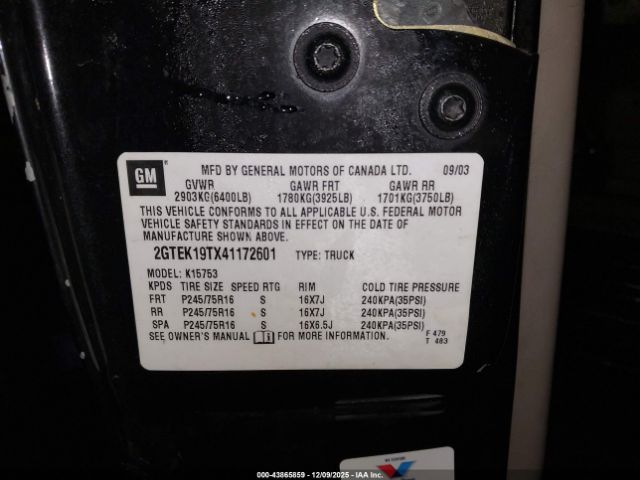 GM
MFD BY GENERAL MOTORS OF CANADA LTD. 09/03
GVWR GAWR FRT GAWR RR
2903KG(6400LB) 1780KG(3925LB) 1701KG(3750LB)
THIS VEHICLE CONFORMS TO ALL APPLICABLE U.S. FEDERAL MOTOR
VEHICLE SAFETY STANDARDS IN EFFECT ON THE DATE OF
MANUFACTURE SHOWN ABOVE.
2GTEK19TX41172601 TYPE: TRUCK
MODEL: K15753
KPDS TIRE SIZE SPEED RTG RIM COLD TIRE PRESSURE
FRT P245/75R16 S 16X7J 240KPA(35PSI)
RR P245/75R16 S 16X7J 240KPA(35PSI)
SPA P245/75R16 S 16X6.5J 240KPA(35PSI)
SEE OWNER'S MANUAL FOR MORE INFORMATION.
F 479
T 483
000-43865859 | 12/09/2025 - IAAI.COM